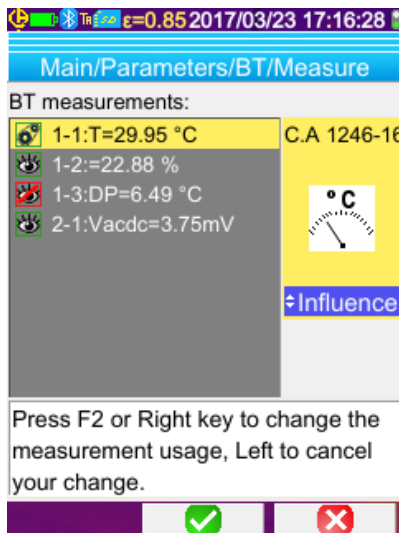 ε=0.85 2017/03/23 17:16:28
Main/Parameters/BT/Measure
BT measurements:
1-1:T=29.95 °C
C.A 1246-16
1-2:=22.88 %
1-3:DP=6.49 °C
°C
2-1:Vacdc=3.75mV
Influence
Press F2 or Right key to change the
measurement usage, Left to cancel
your change.